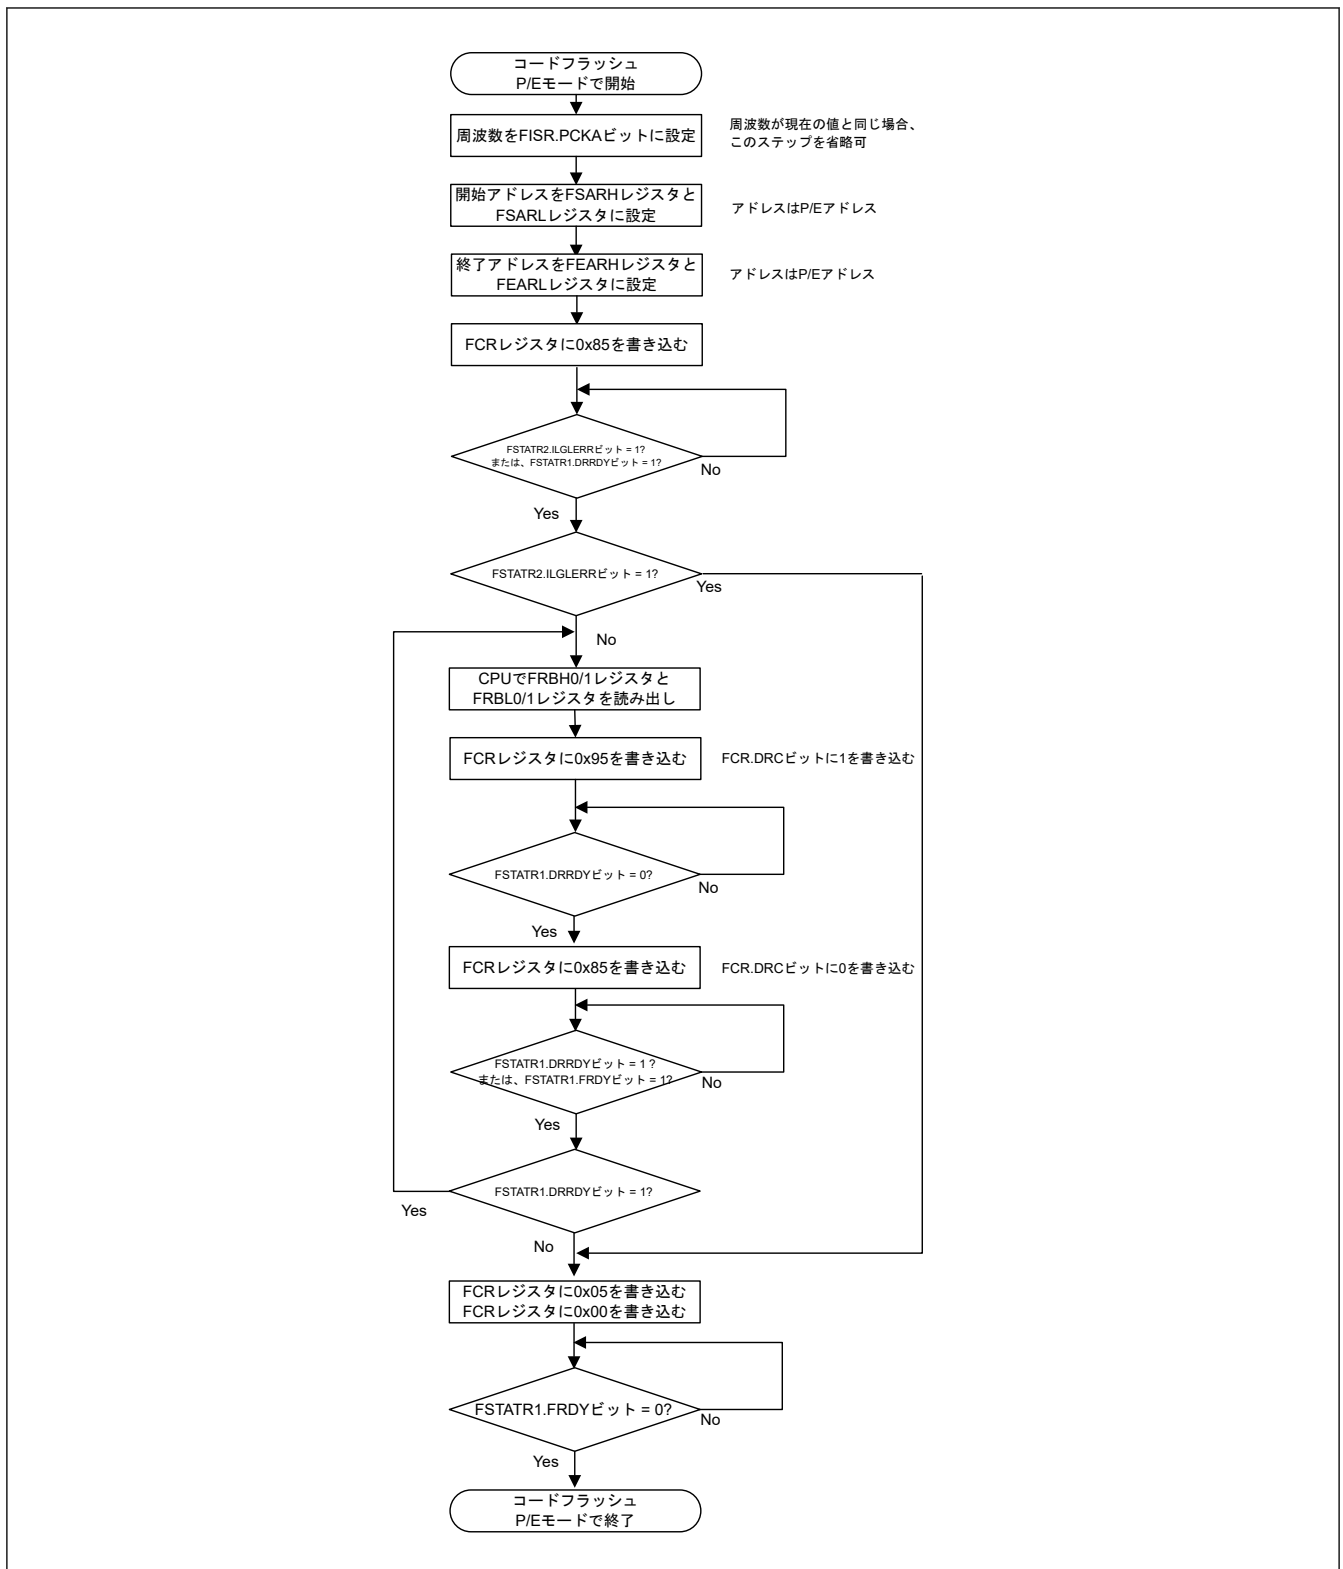 コードフラッシュ
P/Eモードで開始
周波数をFISR.PCKAビットに設定
周波数が現在の値と同じ場合、
このステップを省略可
開始アドレスをFSARHレジスタと
FSARLレジスタに設定
アドレスはP/Eアドレス
終了アドレスをFEARHレジスタと
FEARLレジスタに設定
アドレスはP/Eアドレス
FCRレジスタに0x85を書き込む
FSTATR2.ILGLERRビット = 1?
または、FSTATR1.DRRDYビット = 1?
No
Yes
FSTATR2.ILGLERRビット = 1?
Yes
No
CPUでFRBH0/1レジスタと
FRBL0/1レジスタを読み出し
FCRレジスタに0x95を書き込む
FCR.DRCビットに1を書き込む
FSTATR1.DRRDYビット = 0?
No
Yes
FCRレジスタに0x85を書き込む
FCR.DRCビットに0を書き込む
FSTATR1.DRRDYビット = 1 ?
または、FSTATR1.FRDYビット = 1?
No
Yes
FSTATR1.DRRDYビット = 1?
Yes
No
FCRレジスタに0x05を書き込む
FCRレジスタに0x00を書き込む
FSTATR1.FRDYビット = 0?
No
Yes
コードフラッシュ
P/Eモードで終了